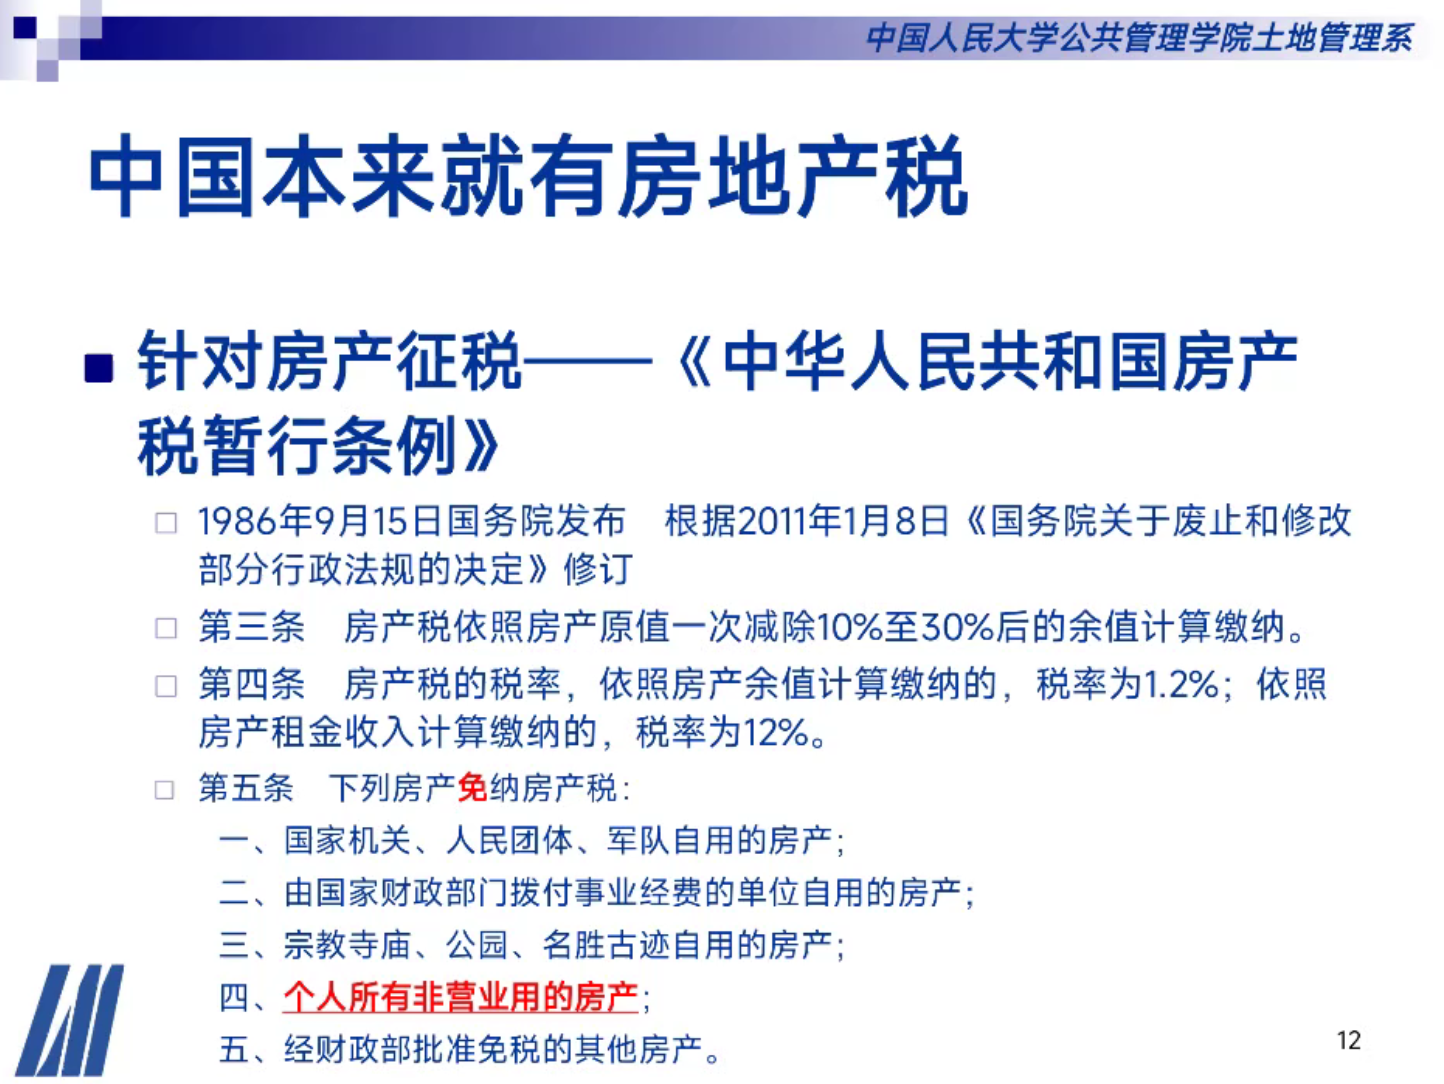 中国人民大学公共管理学院土地管理系
中国本来就有房地产税
针对房产征税——《中华人民共和国房产
税暂行条例》
1986年9月15日国务院发布　根据2011年1月8日《国务院关于废止和修改
部分行政法规的决定》修订
第三条　房产税依照房产原值一次减除10%至30%后的余值计算缴纳。
第四条　房产税的税率，依照房产余值计算缴纳的，税率为1.2%；依照
房产租金收入计算缴纳的，税率为12%。
第五条　下列房产免纳房产税：
一、国家机关、人民团体、军队自用的房产；
二、由国家财政部门拨付事业经费的单位自用的房产；
三、宗教寺庙、公园、名胜古迹自用的房产；
四、个人所有非营业用的房产；
五、经财政部批准免税的其他房产。
12